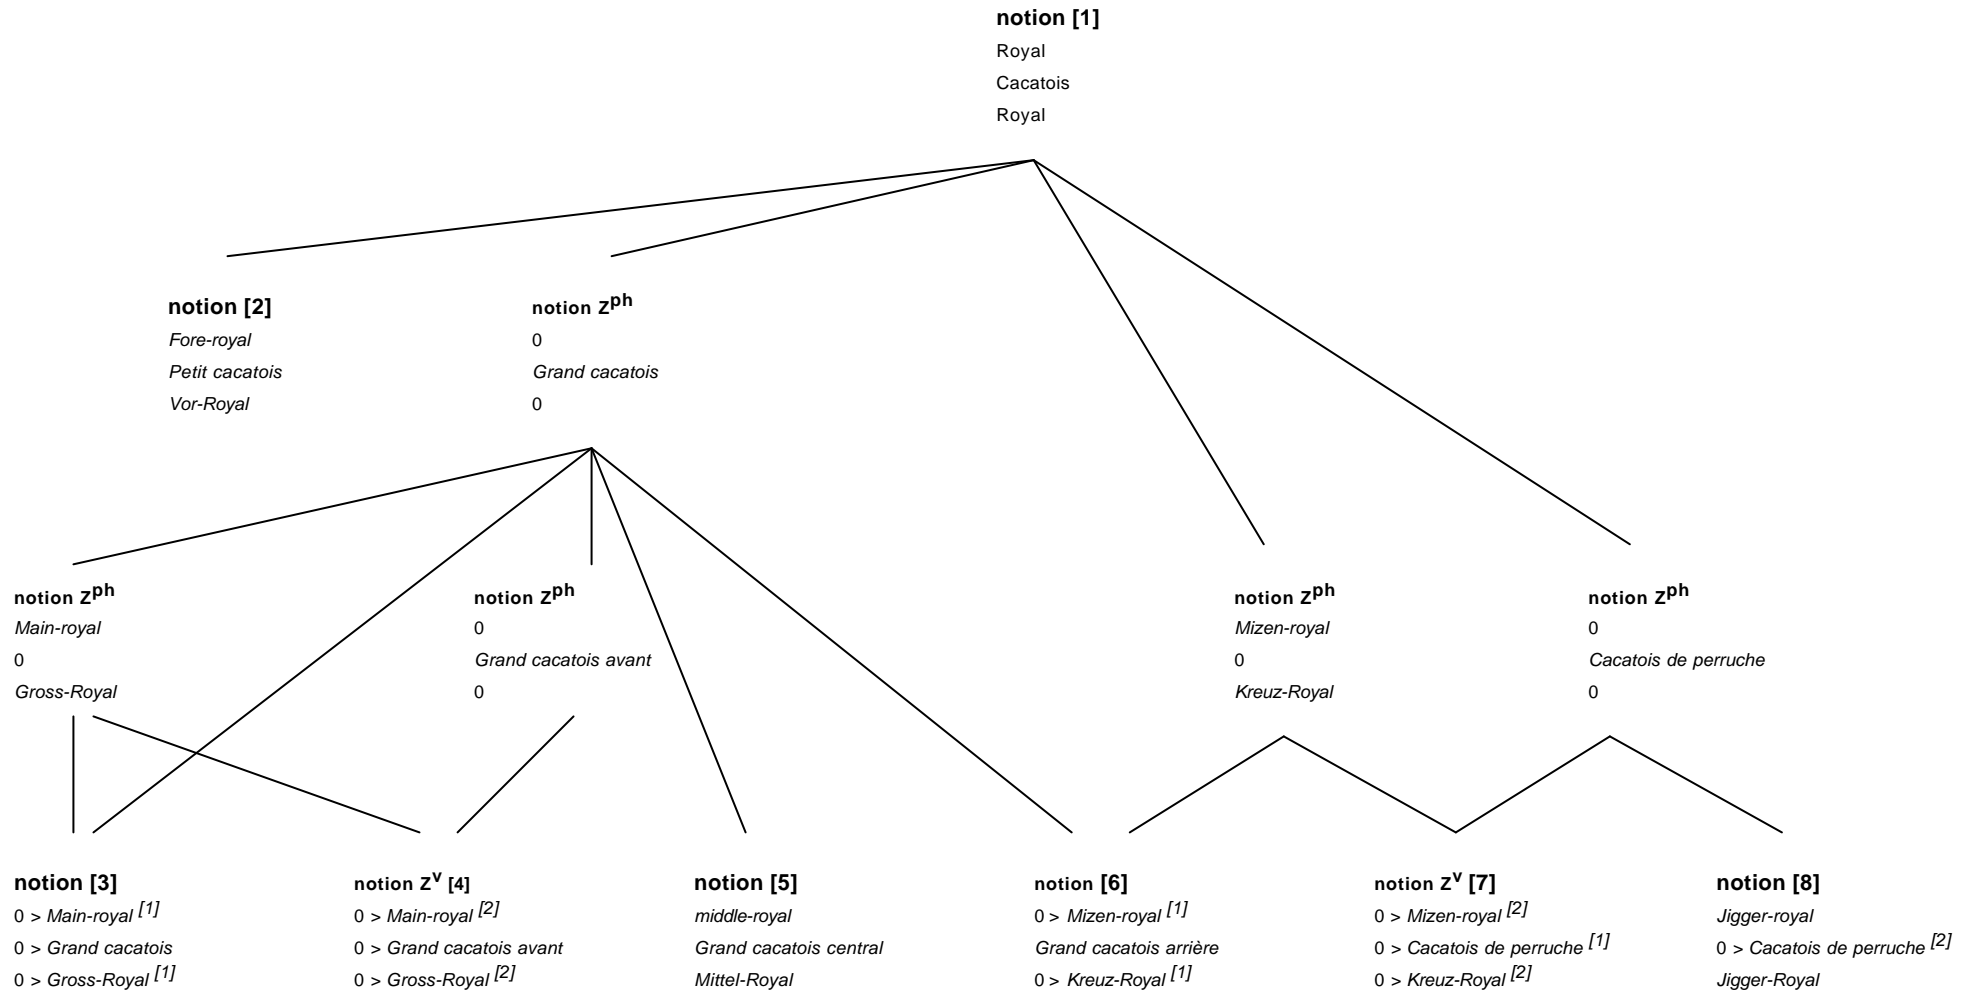 notion [1]
Royal
Cacatois
Royal
notion [2]
Fore-royal
Petit cacatois
Vor-Royal
notion Zph
0
Grand cacatois
0
notion Zph
Main-royal
0
Gross-Royal
notion Zph
0
Grand cacatois avant
0
notion Zph
Mizen-royal
0
Kreuz-Royal
notion Zph
0
Cacatois de perruche
0
notion [3]
0 > Main-royal [1]
0 > Grand cacatois
0 > Gross-Royal [1]
notion Zv [4]
0 > Main-royal [2]
0 > Grand cacatois avant
0 > Gross-Royal [2]
notion [5]
middle-royal
Grand cacatois central
Mittel-Royal
notion [6]
0 > Mizen-royal [1]
Grand cacatois arrière
0 > Kreuz-Royal [1]
notion Zv [7]
0 > Mizen-royal [2]
0 > Cacatois de perruche [1]
0 > Kreuz-Royal [2]
notion [8]
Jigger-royal
0 > Cacatois de perruche [2]
Jigger-Royal